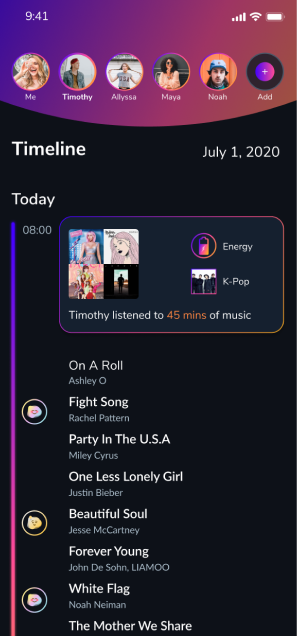 9:41
Me Timothy Allyssa Maya Noah Add
Timeline
July 1, 2020
Today
08:00
Energy
K-Pop
Timothy listened to 45 mins of music
On A Roll
Ashley O
Fight Song
Rachel Pattern
Party In The U.S.A
Miley Cyrus
One Less Lonely Girl
Justin Bieber
Beautiful Soul
Jesse McCartney
Forever Young
John De Sohn, LIAMOO
White Flag
Noah Neiman
The Mother We Share